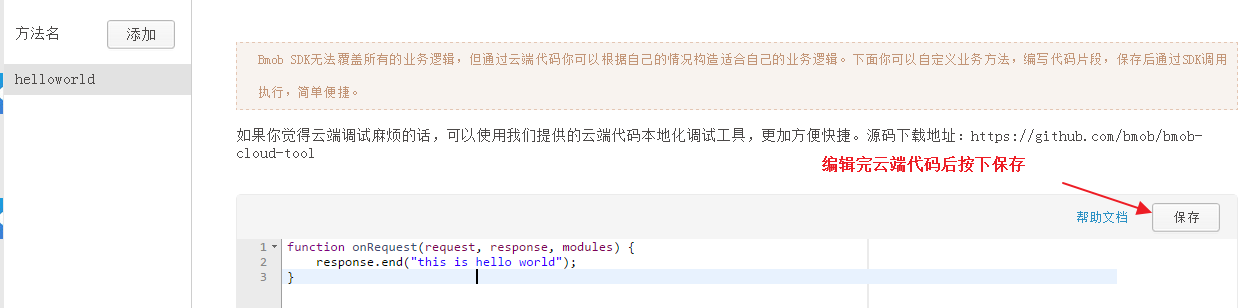 方法名 添加
helloworld
Bmob SDK无法覆盖所有的业务逻辑，但通过云端代码你可以根据自己的情况构造适合自己的业务逻辑。下面你可以自定义业务方法，编写代码片段，保存后通过SDK调用
执行，简单便捷。
如果你觉得云端调试麻烦的话，可以使用我们提供的云端代码本地化调试工具，更加方便快捷。源码下载地址：https://github.com/bmob/bmob-
cloud-tool
编辑完云端代码后按下保存
帮助文档 保存
1 function onRequest(request, response, modules) {
2 response.end("this is hello world");
3 }